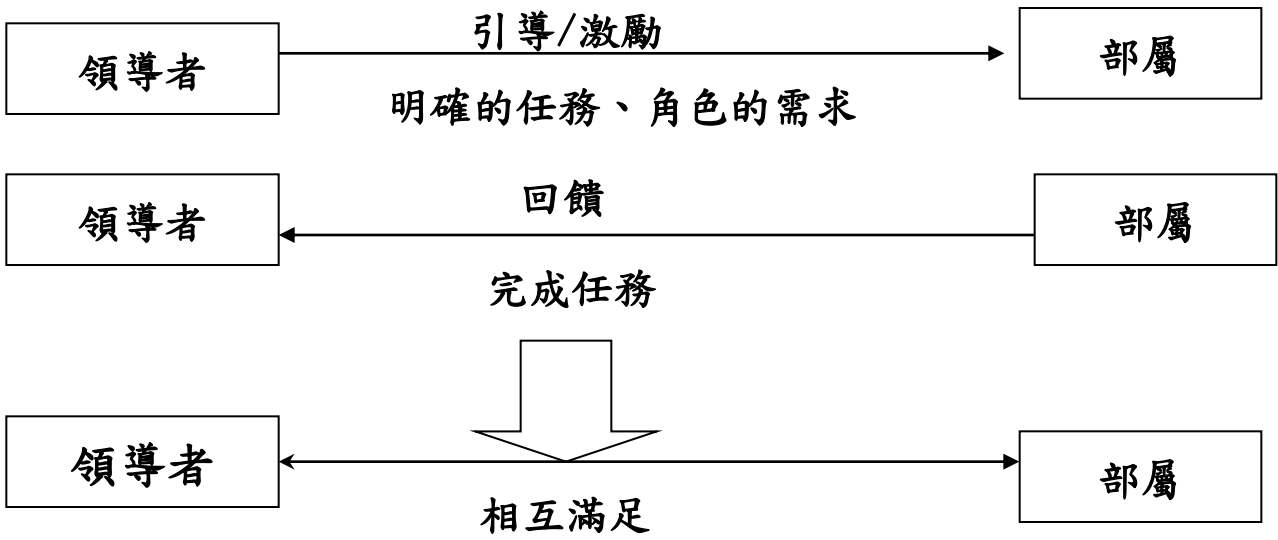 引導/激勵
領導者
部屬
明確的任務、角色的需求
回饋
領導者
部屬
完成任務
領導者
部屬
相互滿足